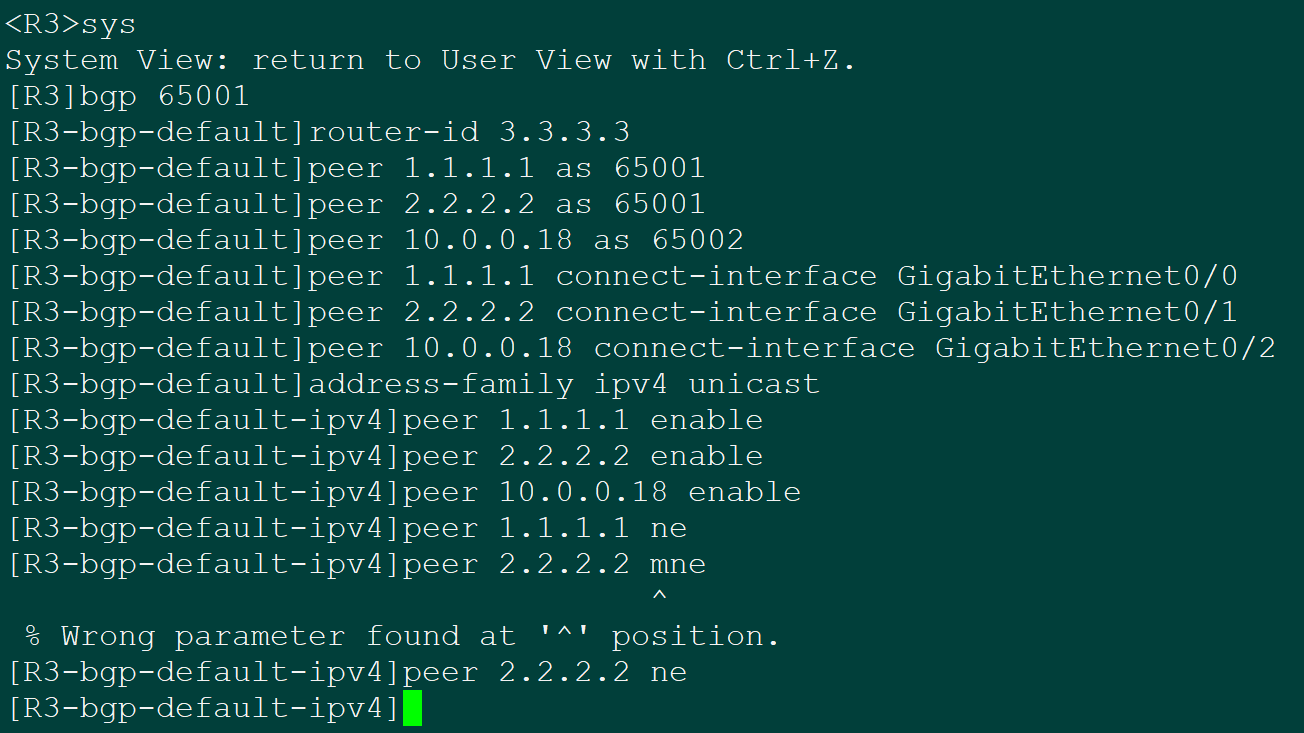 <R3>sys
System View: return to User View with Ctrl+Z.
[R3]bgp 65001
[R3-bgp-default]router-id 3.3.3.3
[R3-bgp-default]peer 1.1.1.1 as 65001
[R3-bgp-default]peer 2.2.2.2 as 65001
[R3-bgp-default]peer 10.0.0.18 as 65002
[R3-bgp-default]peer 1.1.1.1 connect-interface GigabitEthernet0/0
[R3-bgp-default]peer 2.2.2.2 connect-interface GigabitEthernet0/1
[R3-bgp-default]peer 10.0.0.18 connect-interface GigabitEthernet0/2
[R3-bgp-default]address-family ipv4 unicast
[R3-bgp-default-ipv4]peer 1.1.1.1 enable
[R3-bgp-default-ipv4]peer 2.2.2.2 enable
[R3-bgp-default-ipv4]peer 10.0.0.18 enable
[R3-bgp-default-ipv4]peer 1.1.1.1 ne
[R3-bgp-default-ipv4]peer 2.2.2.2 mne
                                  ^
 % Wrong parameter found at '^' position.
[R3-bgp-default-ipv4]peer 2.2.2.2 ne
[R3-bgp-default-ipv4]